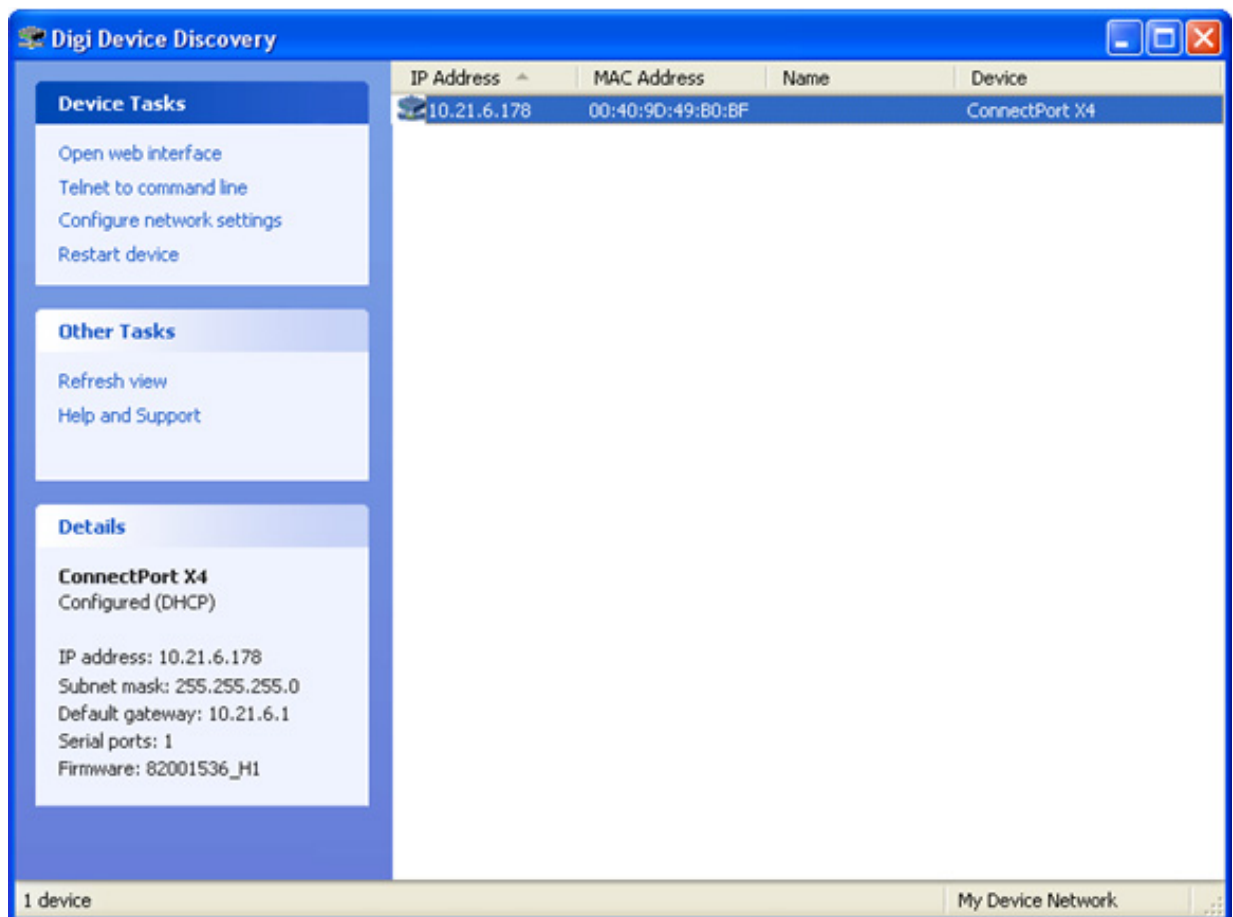 Digi Device Discovery
Device Tasks
Open web interface
Telnet to command line
Configure network settings
Restart device
Other Tasks
Refresh view
Help and Support
Details
ConnectPort X4
Configured (DHCP)
IP address: 10.21.6.178
Subnet mask: 255.255.255.0
Default gateway: 10.21.6.1
Serial ports: 1
Firmware: 82001536_H1
IP Address MAC Address Name Device
10.21.6.178 00:40:9D:49:B0:BF ConnectPort X4
1 device My Device Network